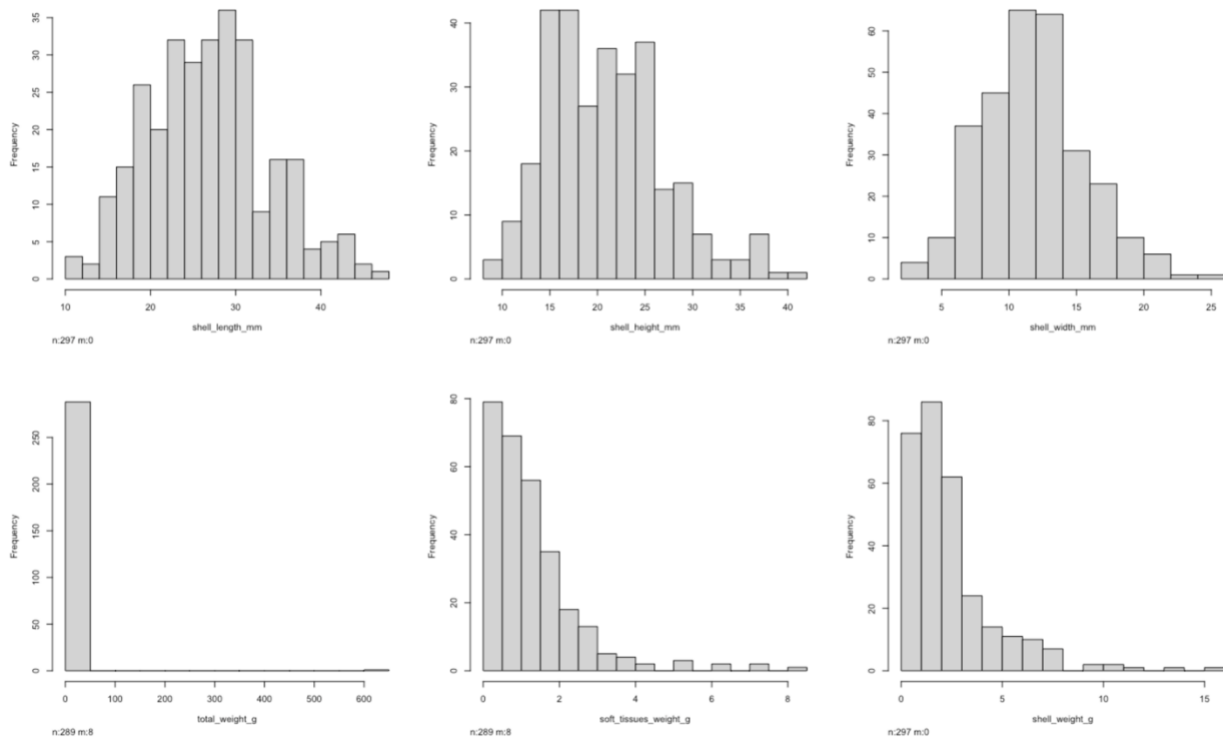 Frequency
0 5 10 15 20 25 30 35
10 20 30 40
shell_length_mm
n:297 m:0
Frequency
0 10 20 30 40
10 15 20 25 30 35 40
shell_height_mm
n:297 m:0
Frequency
0 10 20 30 40 50 60
5 10 15 20 25
shell_width_mm
n:297 m:0
Frequency
0 50 100 150 200 250
0 100 200 300 400 500 600
total_weight_g
n:289 m:8
Frequency
0 20 40 60 80
0 2 4 6 8
soft_tissues_weight_g
n:289 m:8
Frequency
0 20 40 60 80
0 5 10 15
shell_weight_g
n:297 m:0